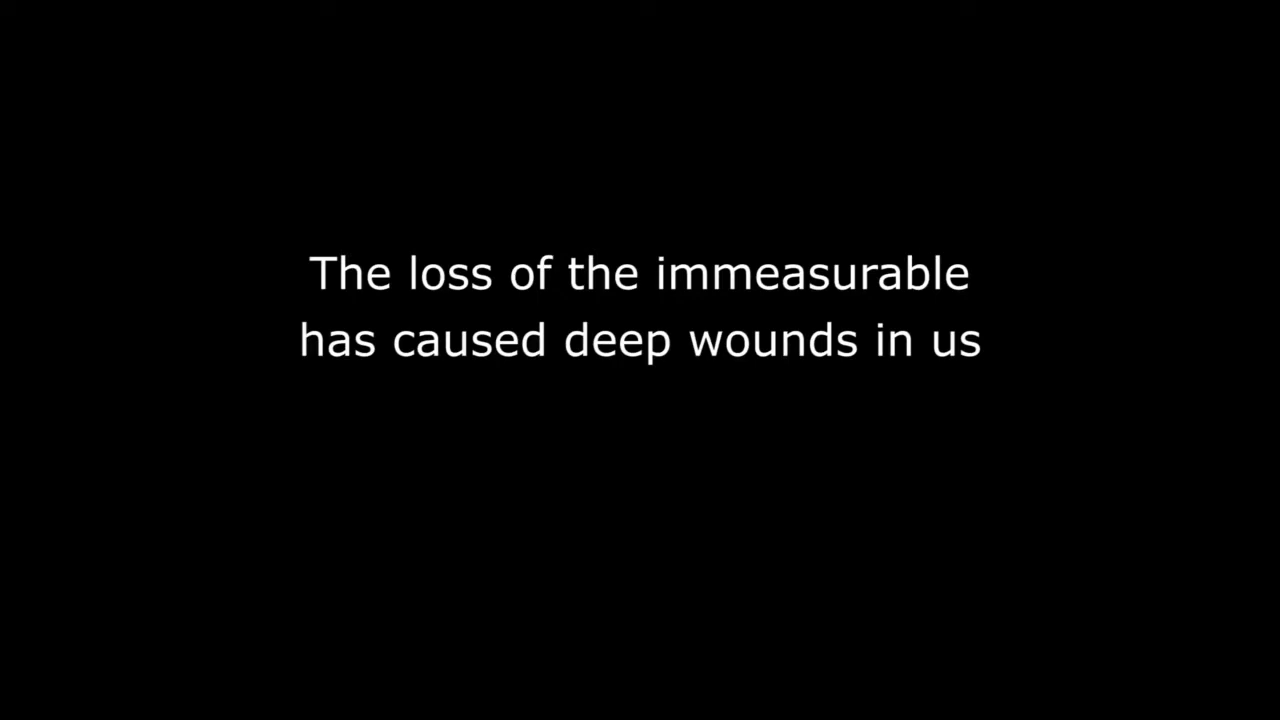 The loss of the immeasurable
has caused deep wounds in us